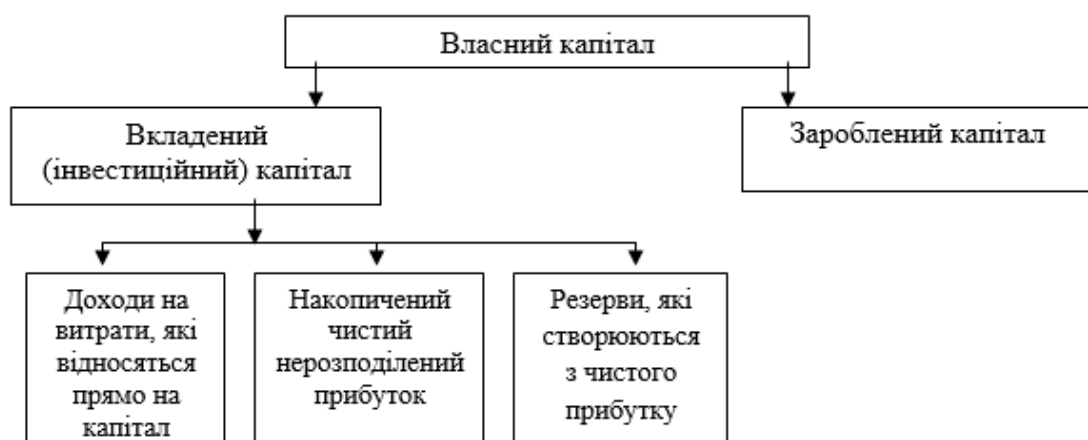 Власний капітал
Вкладений
(інвестиційний) капітал
Зароблений капітал
Доходи на
витрати, які
відносяться
прямо на
капітал
Накопичений
чистий
нерозподілений
прибуток
Резерви, які
створюються
з чистого
прибутку